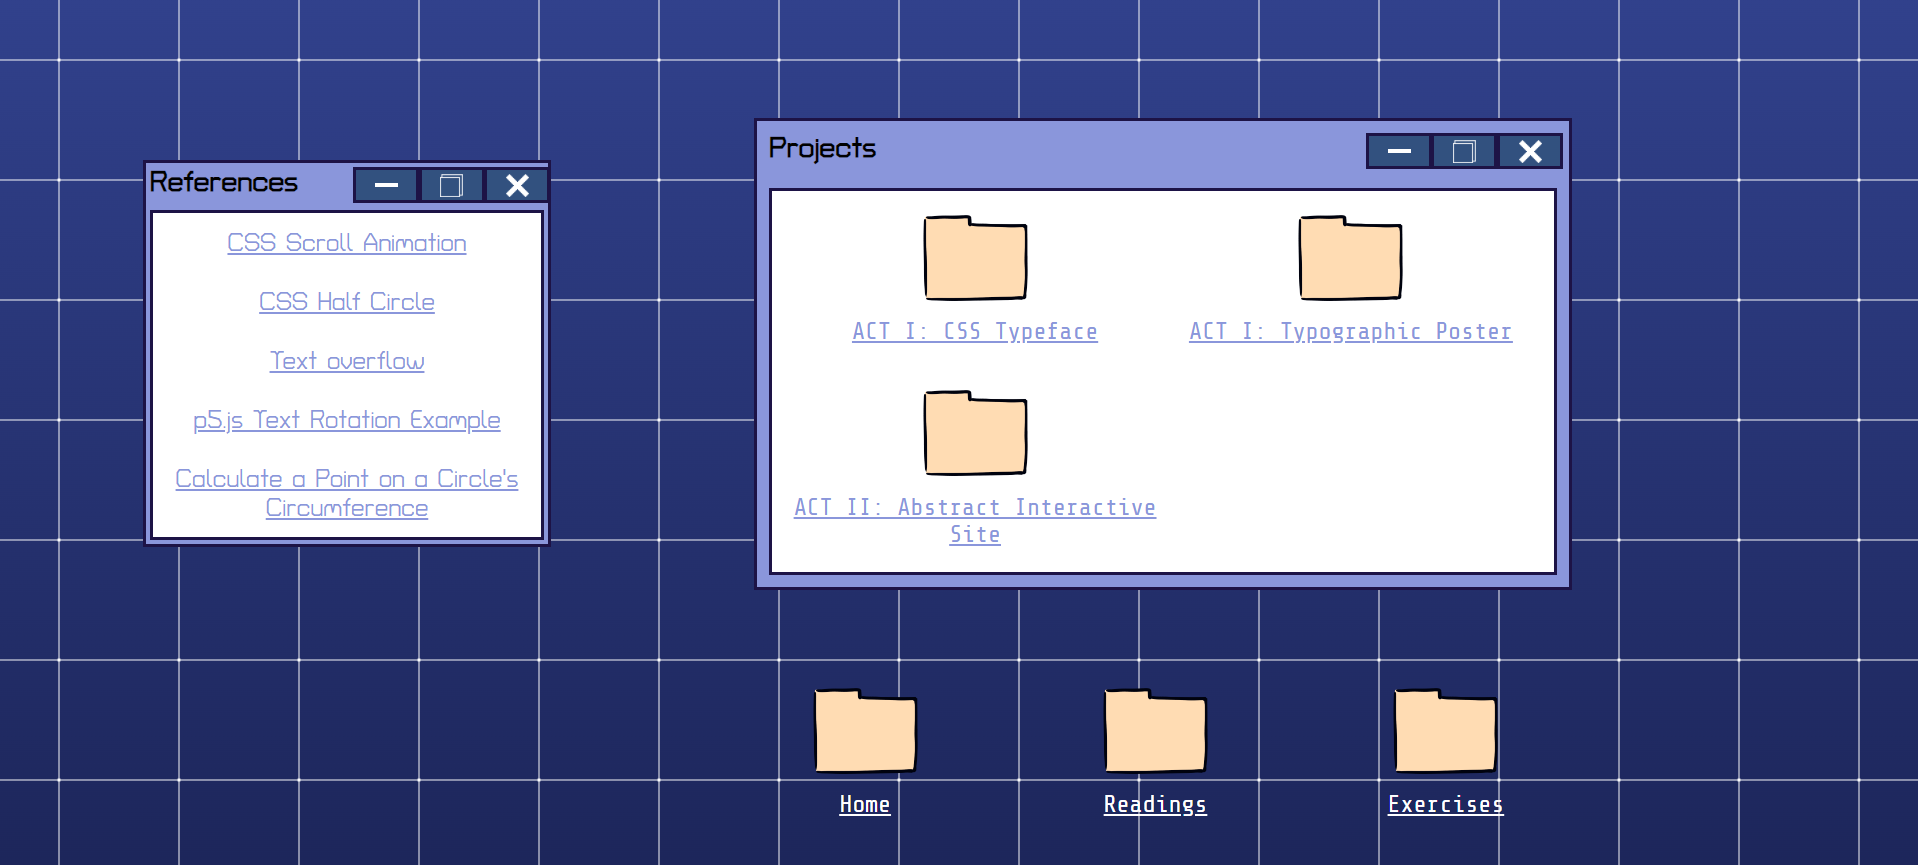 References
CSS Scroll Animation
CSS Half Circle
Text overflow
p5.js Text Rotation Example
Calculate a Point on a Circle's
Circumference
Projects
ACT I: CSS Typeface
ACT I: Typographic Poster
ACT II: Abstract Interactive
Site
Home
Readings
Exercises